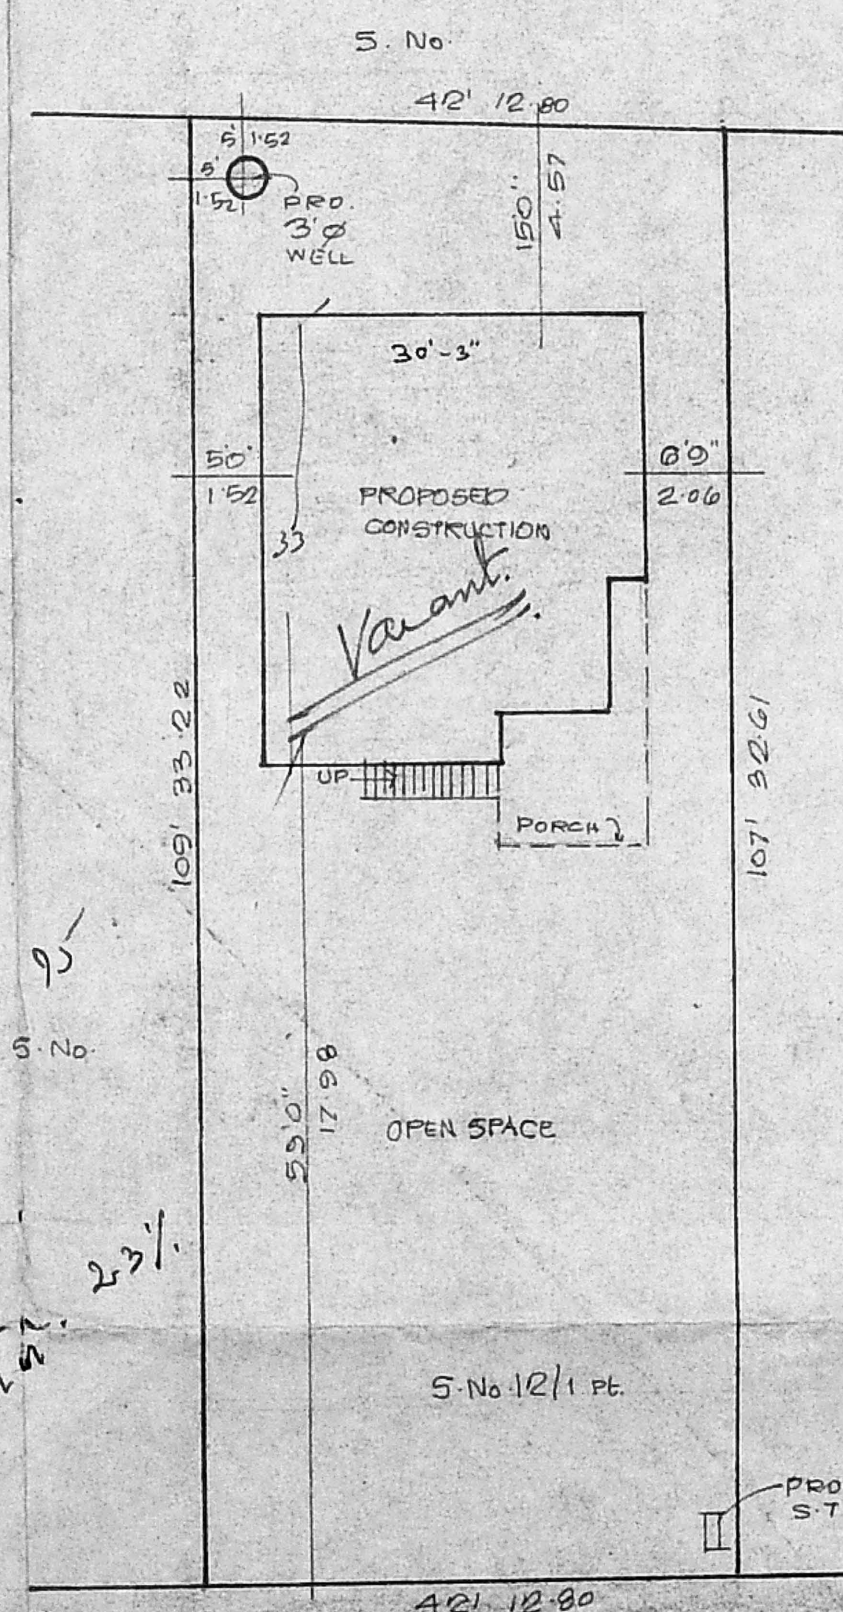 S. No.
42' 12.80
5' 1.52
5'
1.52
PRO.
3'Ø
WELL
15'0"
4.57
30'-3"
5'0"
1.52
6'9"
2.06
PROPOSED
CONSTRUCTION
33
Vacant.
109' 33.22
107' 32.61
UP
PORCH
S. No.
59'0"
17.98
OPEN SPACE
23%
S.No.12/1 Pt.
PRO
S.T
42' 12.80